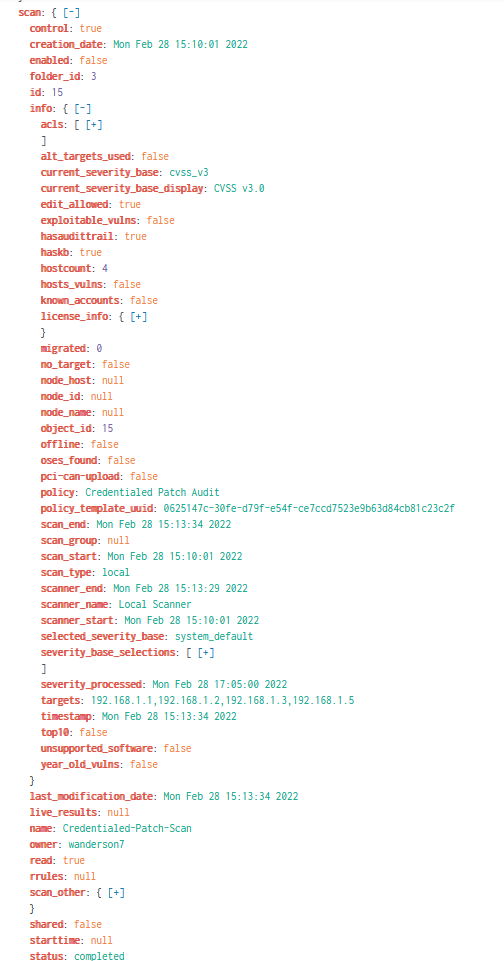 scan: { [-]
control: true
creation_date: Mon Feb 28 15:10:01 2022
enabled: false
folder_id: 3
id: 15
info: { [-]
acls: [ [+]
]
alt_targets_used: false
current_severity_base: cvss_v3
current_severity_base_display: CVSS v3.0
edit_allowed: true
exploitable_vulns: false
hasaudittrail: true
haskb: true
hostcount: 4
hosts_vulns: false
known_accounts: false
license_info: { [+]
}
migrated: 0
no_target: false
node_host: null
node_id: null
node_name: null
object_id: 15
offline: false
oses_found: false
pci-can-upload: false
policy: Credentialed Patch Audit
policy_template_uuid: 0625147c-30fe-d79f-e54f-ce7ccd7523e9b63d84cb81c23c2f
scan_end: Mon Feb 28 15:13:34 2022
scan_group: null
scan_start: Mon Feb 28 15:10:01 2022
scan_type: local
scanner_end: Mon Feb 28 15:13:29 2022
scanner_name: Local Scanner
scanner_start: Mon Feb 28 15:10:01 2022
selected_severity_base: system_default
severity_base_selections: [ [+]
]
severity_processed: Mon Feb 28 17:05:00 2022
targets: 192.168.1.1,192.168.1.2,192.168.1.3,192.168.1.5
timestamp: Mon Feb 28 15:13:34 2022
top10: false
unsupported_software: false
year_old_vulns: false
}
last_modification_date: Mon Feb 28 15:13:34 2022
live_results: null
name: Credentialed-Patch-Scan
owner: wanderson7
read: true
rrules: null
scan_other: { [+]
}
shared: false
starttime: null
status: completed